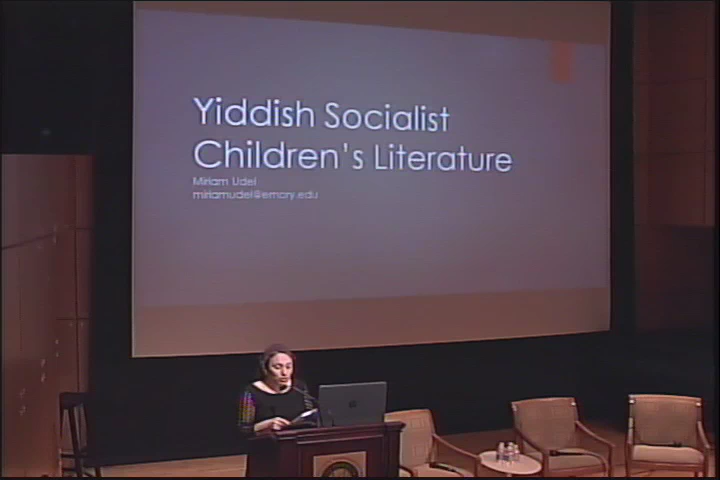 Yiddish Socialist
Children's Literature
Miriam Udel
miriamudel@emory.edu